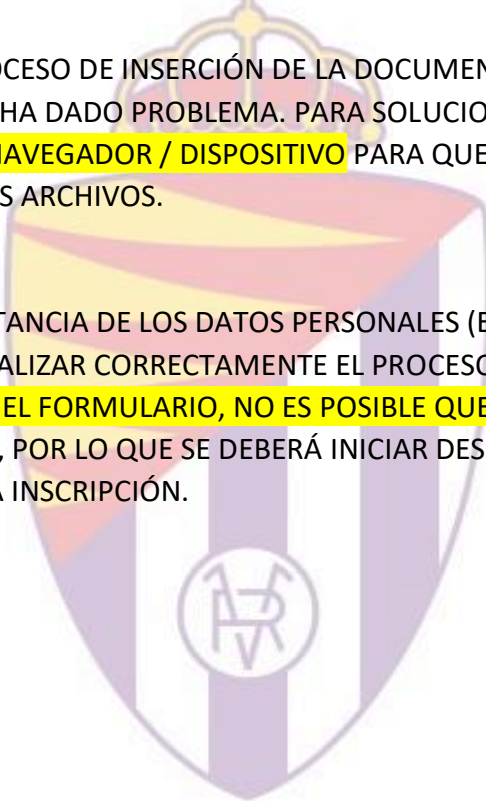 OCESO DE INSERCIÓN DE LA DOCUMEN
HA DADO PROBLEMA. PARA SOLUCIO
NAVEGADOR / DISPOSITIVO PARA QUE
S ARCHIVOS.
TANCIA DE LOS DATOS PERSONALES (E
ALIZAR CORRECTAMENTE EL PROCESO
EL FORMULARIO, NO ES POSIBLE QUE
, POR LO QUE SE DEBERÁ INICIAR DES
A INSCRIPCIÓN.